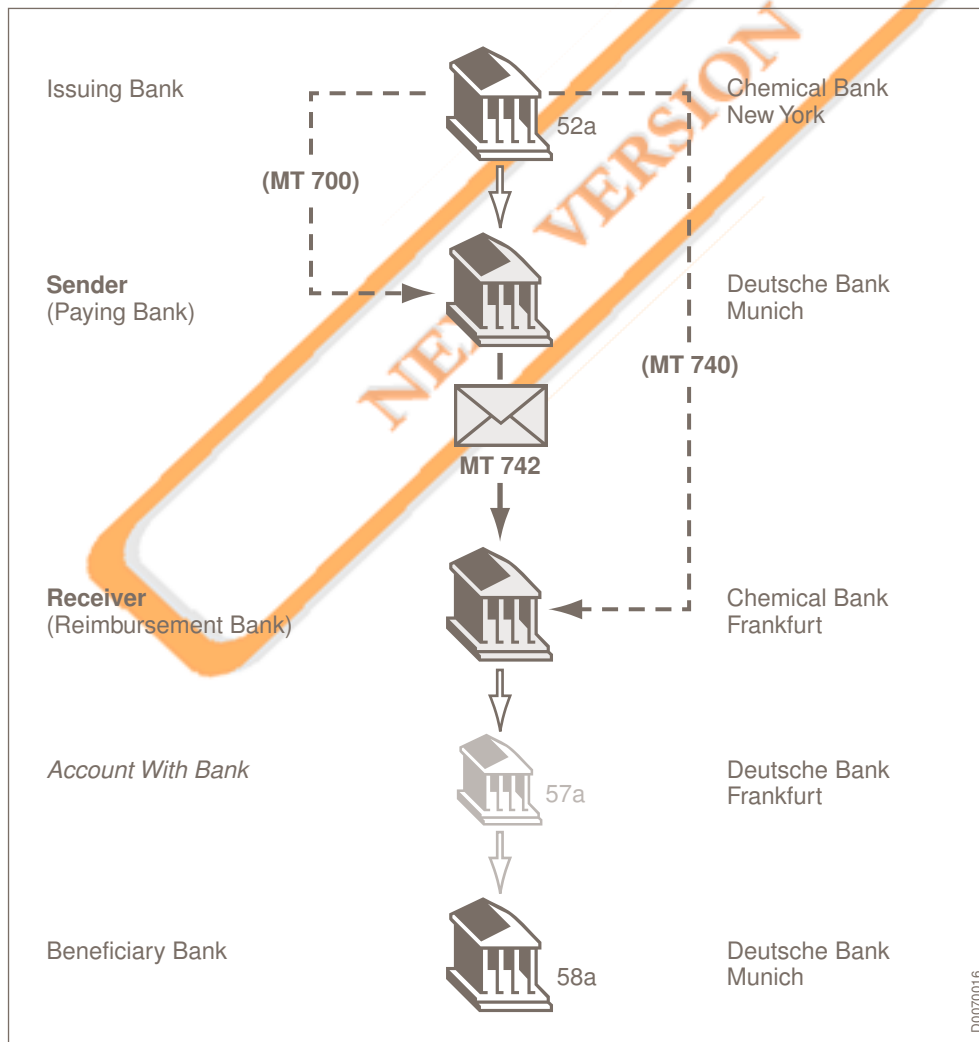 Issuing Bank
Chemical Bank
New York
52a
(MT 700)
Sender
(Paying Bank)
Deutsche Bank
Munich
(MT 740)
MT 742
Receiver
(Reimbursement Bank)
Chemical Bank
Frankfurt
Account With Bank
57a
Deutsche Bank
Frankfurt
Beneficiary Bank
58a
Deutsche Bank
Munich
D0070016
VERSION